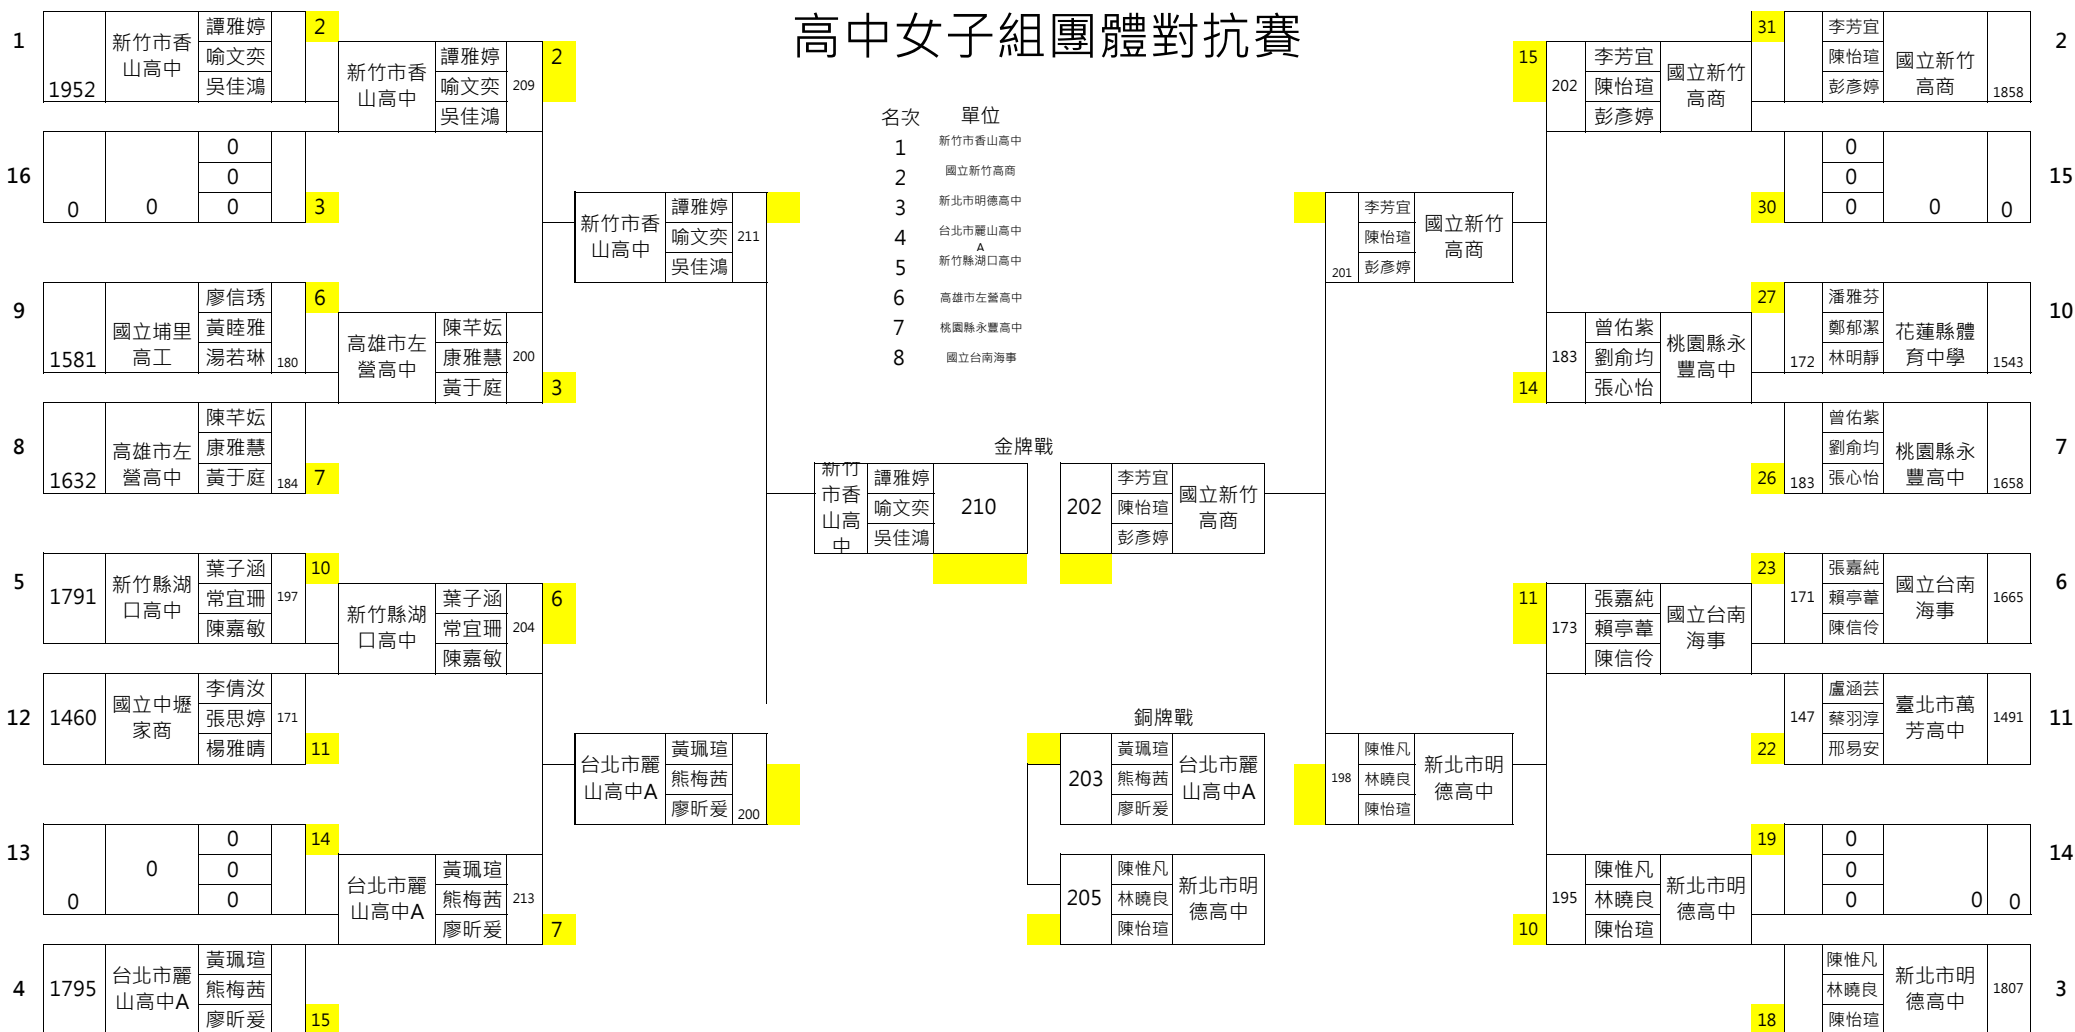 高中女子組團體對抗賽
名次 單位
1 新竹市香山高中
2 國立新竹高商
3 新北市明德高中
4 台北市麗山高中
A
5 新竹縣湖口高中
6 高雄市左營高中
7 桃園縣永豐高中
8 國立台南海事
1
1952
新竹市香
山高中
譚雅婷
喻文奕
吳佳鴻
2
16
0
0
0
0
0
3
9
1581
國立埔里
高工
廖信琇
黃睦雅
湯若琳
180
6
8
1632
高雄市左
營高中
陳芊妘
康雅慧
黃于庭
184
7
5
1791
新竹縣湖
口高中
葉子涵
常宜珊
陳嘉敏
197
10
12
1460
國立中壢
家商
李倩汝
張思婷
楊雅晴
171
11
13
0
0
0
0
0
14
4
1795
台北市麗
山高中A
黃珮瑄
熊梅茜
廖昕爰
15
新竹市香
山高中
譚雅婷
喻文奕
吳佳鴻
209
2
高雄市左
營高中
陳芊妘
康雅慧
黃于庭
200
3
新竹縣湖
口高中
葉子涵
常宜珊
陳嘉敏
204
6
台北市麗
山高中A
黃珮瑄
熊梅茜
廖昕爰
213
7
新竹市香
山高中
譚雅婷
喻文奕
吳佳鴻
211
台北市麗
山高中A
黃珮瑄
熊梅茜
廖昕爰
200
金牌戰
新竹
市香
山高
中
譚雅婷
喻文奕
吳佳鴻
210
202
李芳宜
陳怡瑄
彭彥婷
國立新竹
高商
銅牌戰
203
黃珮瑄
熊梅茜
廖昕爰
台北市麗
山高中A
205
陳惟凡
林曉良
陳怡瑄
新北市明
德高中
201
李芳宜
陳怡瑄
彭彥婷
國立新竹
高商
198
陳惟凡
林曉良
陳怡瑄
新北市明
德高中
15
202
李芳宜
陳怡瑄
彭彥婷
國立新竹
高商
14
183
曾佑紫
劉俞均
張心怡
桃園縣永
豐高中
11
173
張嘉純
賴亭葦
陳信伶
國立台南
海事
10
195
陳惟凡
林曉良
陳怡瑄
新北市明
德高中
31
李芳宜
陳怡瑄
彭彥婷
國立新竹
高商
1858
2
30
0
0
0
0
0
15
27
172
潘雅芬
鄭郁潔
林明靜
花蓮縣體
育中學
1543
10
26
183
曾佑紫
劉俞均
張心怡
桃園縣永
豐高中
1658
7
23
171
張嘉純
賴亭葦
陳信伶
國立台南
海事
1665
6
22
147
盧涵芸
蔡羽淳
邢易安
臺北市萬
芳高中
1491
11
19
0
0
0
0
0
14
18
陳惟凡
林曉良
陳怡瑄
新北市明
德高中
1807
3